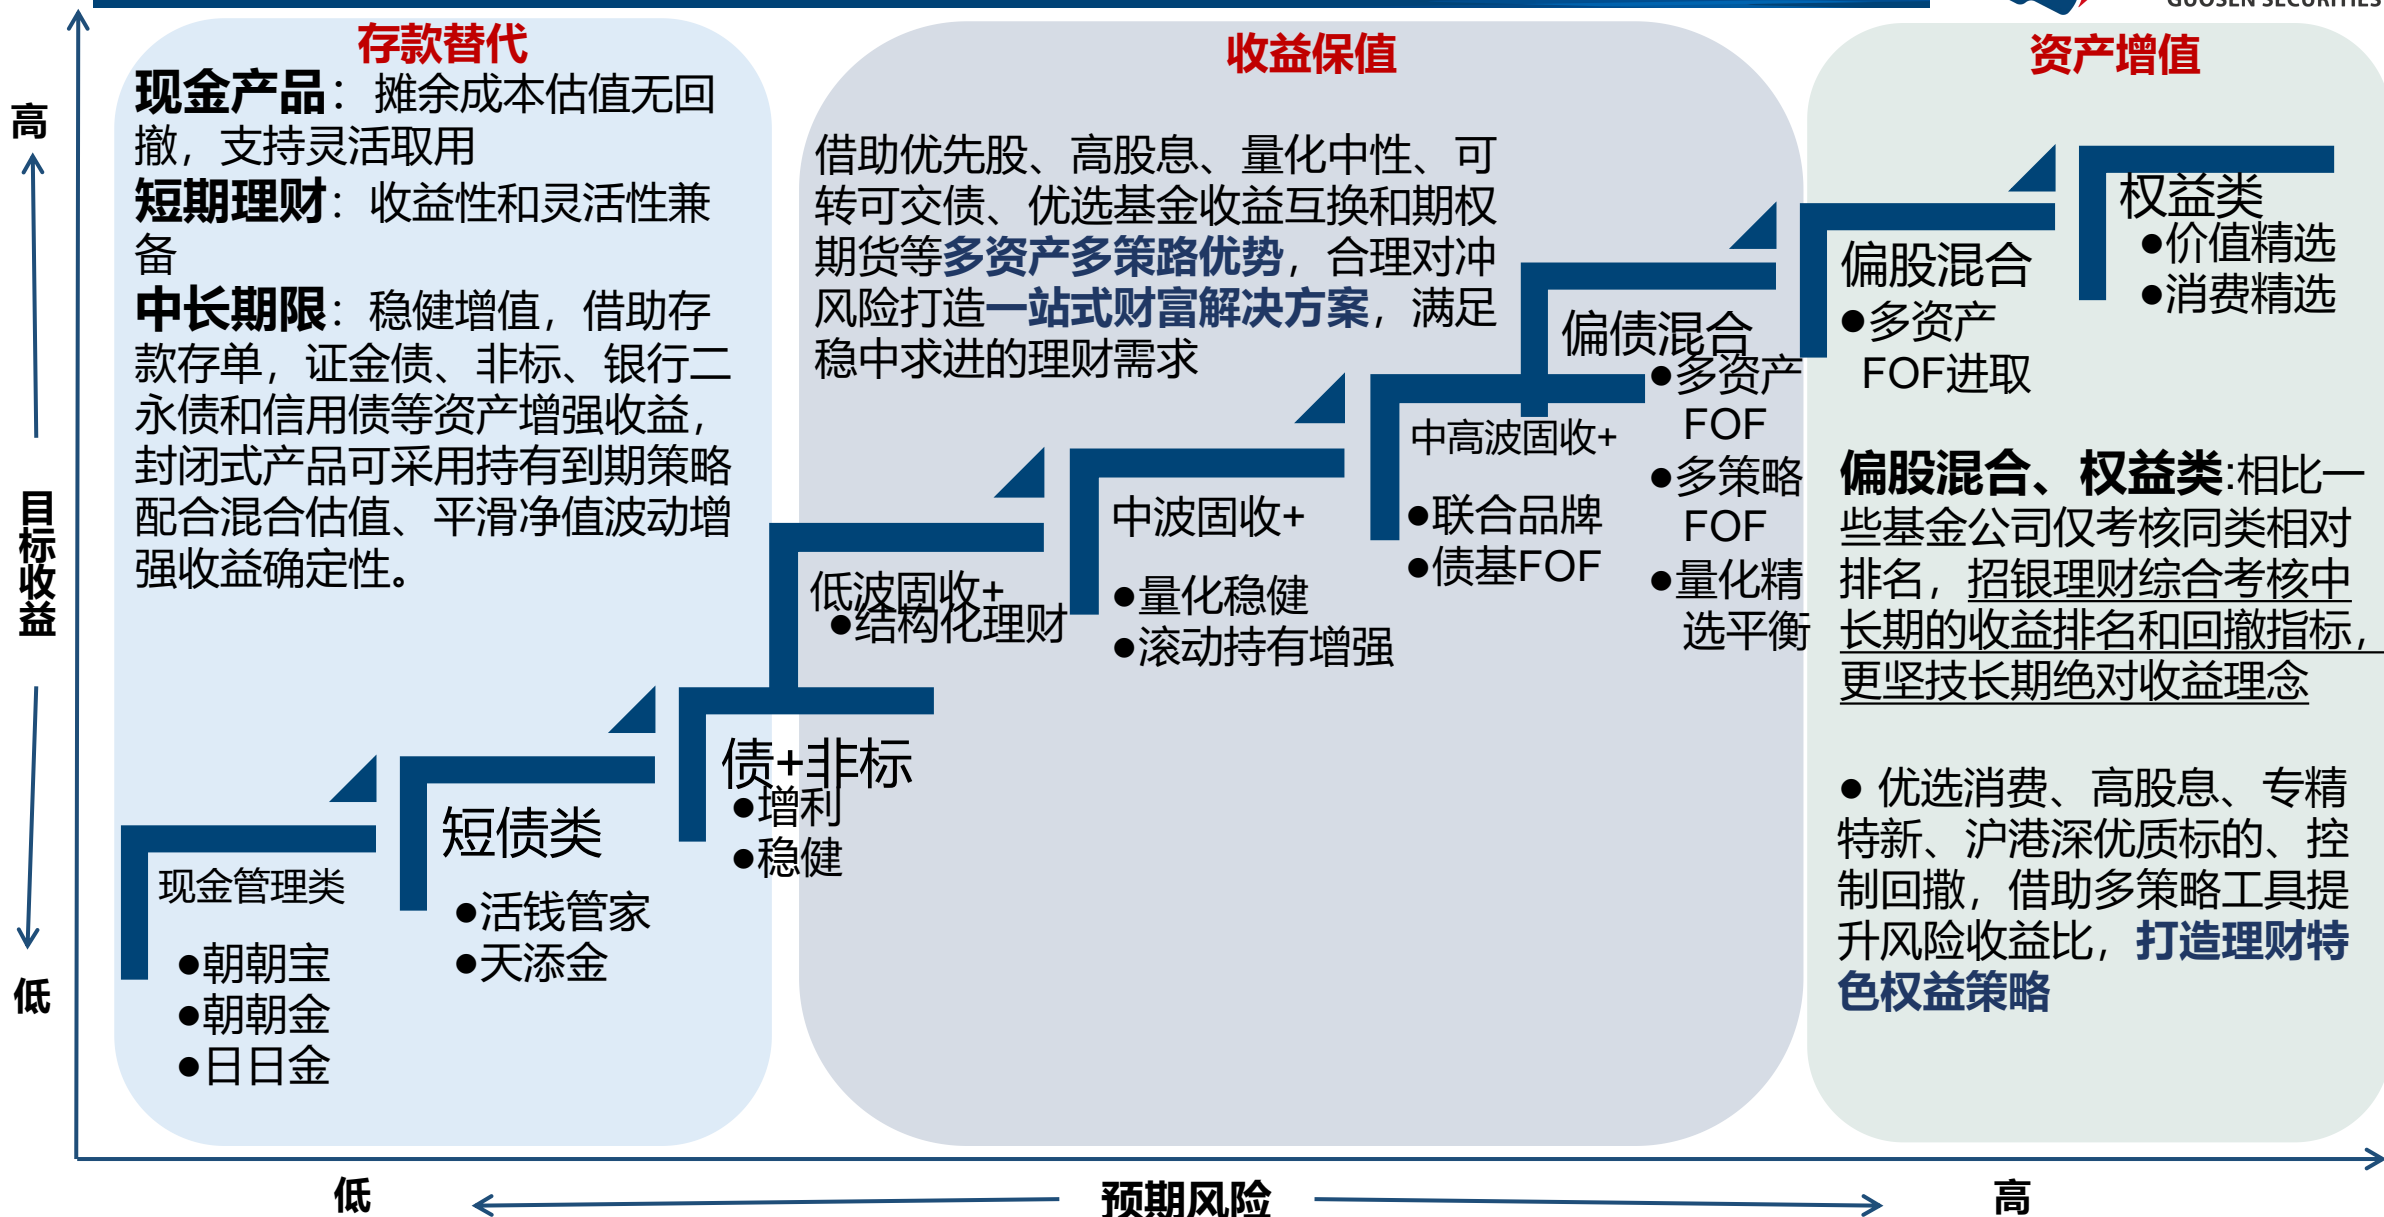 GUOSEN SECURITIES
存款替代
现金产品：摊余成本估值无回
撤，支持灵活取用
短期理财：收益性和灵活性兼
备
中长期限：稳健增值，借助存
款存单，证金债、非标、银行二
永债和信用债等资产增强收益，
封闭式产品可采用持有到期策略
配合混合估值、平滑净值波动增
强收益确定性。
收益保值
借助优先股、高股息、量化中性、可
转可交债、优选基金收益互换和期权
期货等多资产多策路优势，合理对冲
风险打造一站式财富解决方案，满足
稳中求进的理财需求
资产增值
权益类
●价值精选
●消费精选
偏股混合
●多资产
FOF进取
偏债混合
●多资产
FOF
●多策略
FOF
●量化精
选平衡
中高波固收+
●联合品牌
●债基FOF
中波固收+
●量化稳健
●滚动持有增强
低波固收+
●结构化理财
债+非标
●增利
●稳健
短债类
●活钱管家
●天添金
现金管理类
●朝朝宝
●朝朝金
●日日金
偏股混合、权益类:相比一
些基金公司仅考核同类相对
排名，招银理财综合考核中
长期的收益排名和回撤指标，
更坚技长期绝对收益理念
● 优选消费、高股息、专精
特新、沪港深优质标的、控
制回撒，借助多策略工具提
升风险收益比，打造理财特
色权益策略
高
目标收益
低
低
预期风险
高